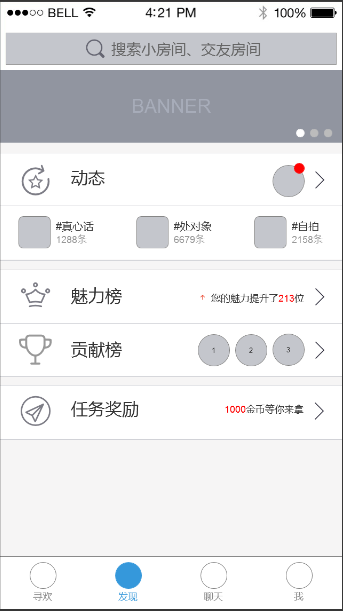 BELL 4:21 PM 100%
搜索小房间、交友房间
BANNER
动态
#真心话 #处对象 #自拍
1288条 6679条 2158条
魅力榜 ↑ 您的魅力提升了213位
贡献榜 1 2 3
任务奖励 1000金币等你来拿
寻欢 发现 聊天 我